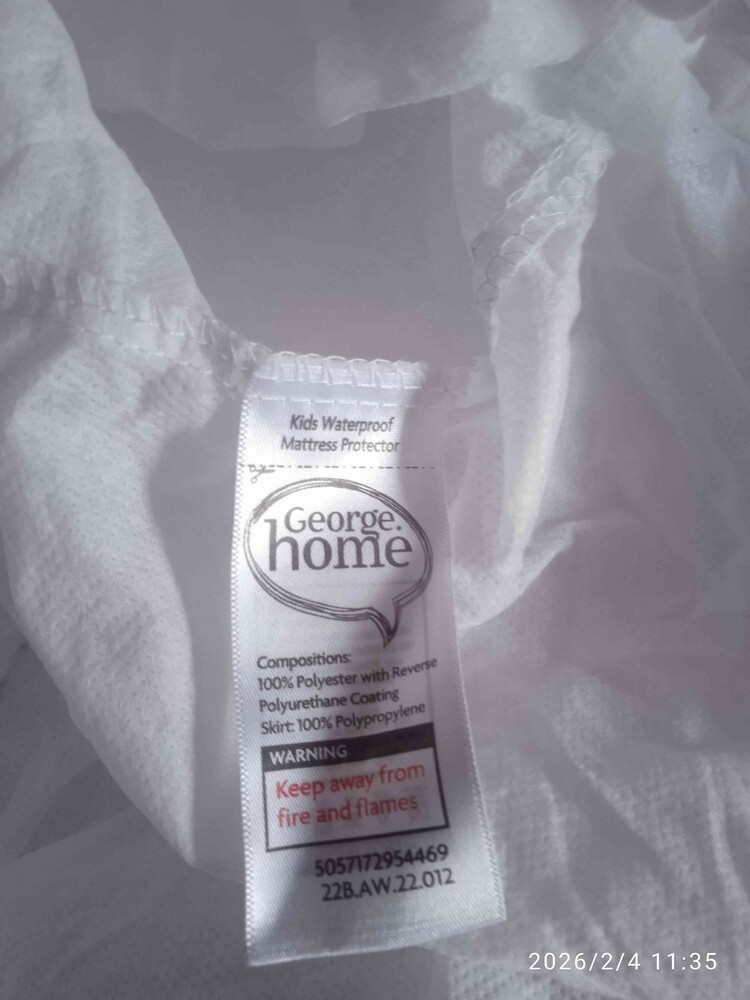 Kids Waterproof
Mattress Protector
George.
home
Compositions:
100% Polyester with Reverse
Polyurethane Coating
Skirt: 100% Polypropylene
WARNING
Keep away from
fire and flames
5057172954469
22B.AW.22.012
2026/2/4 11:35